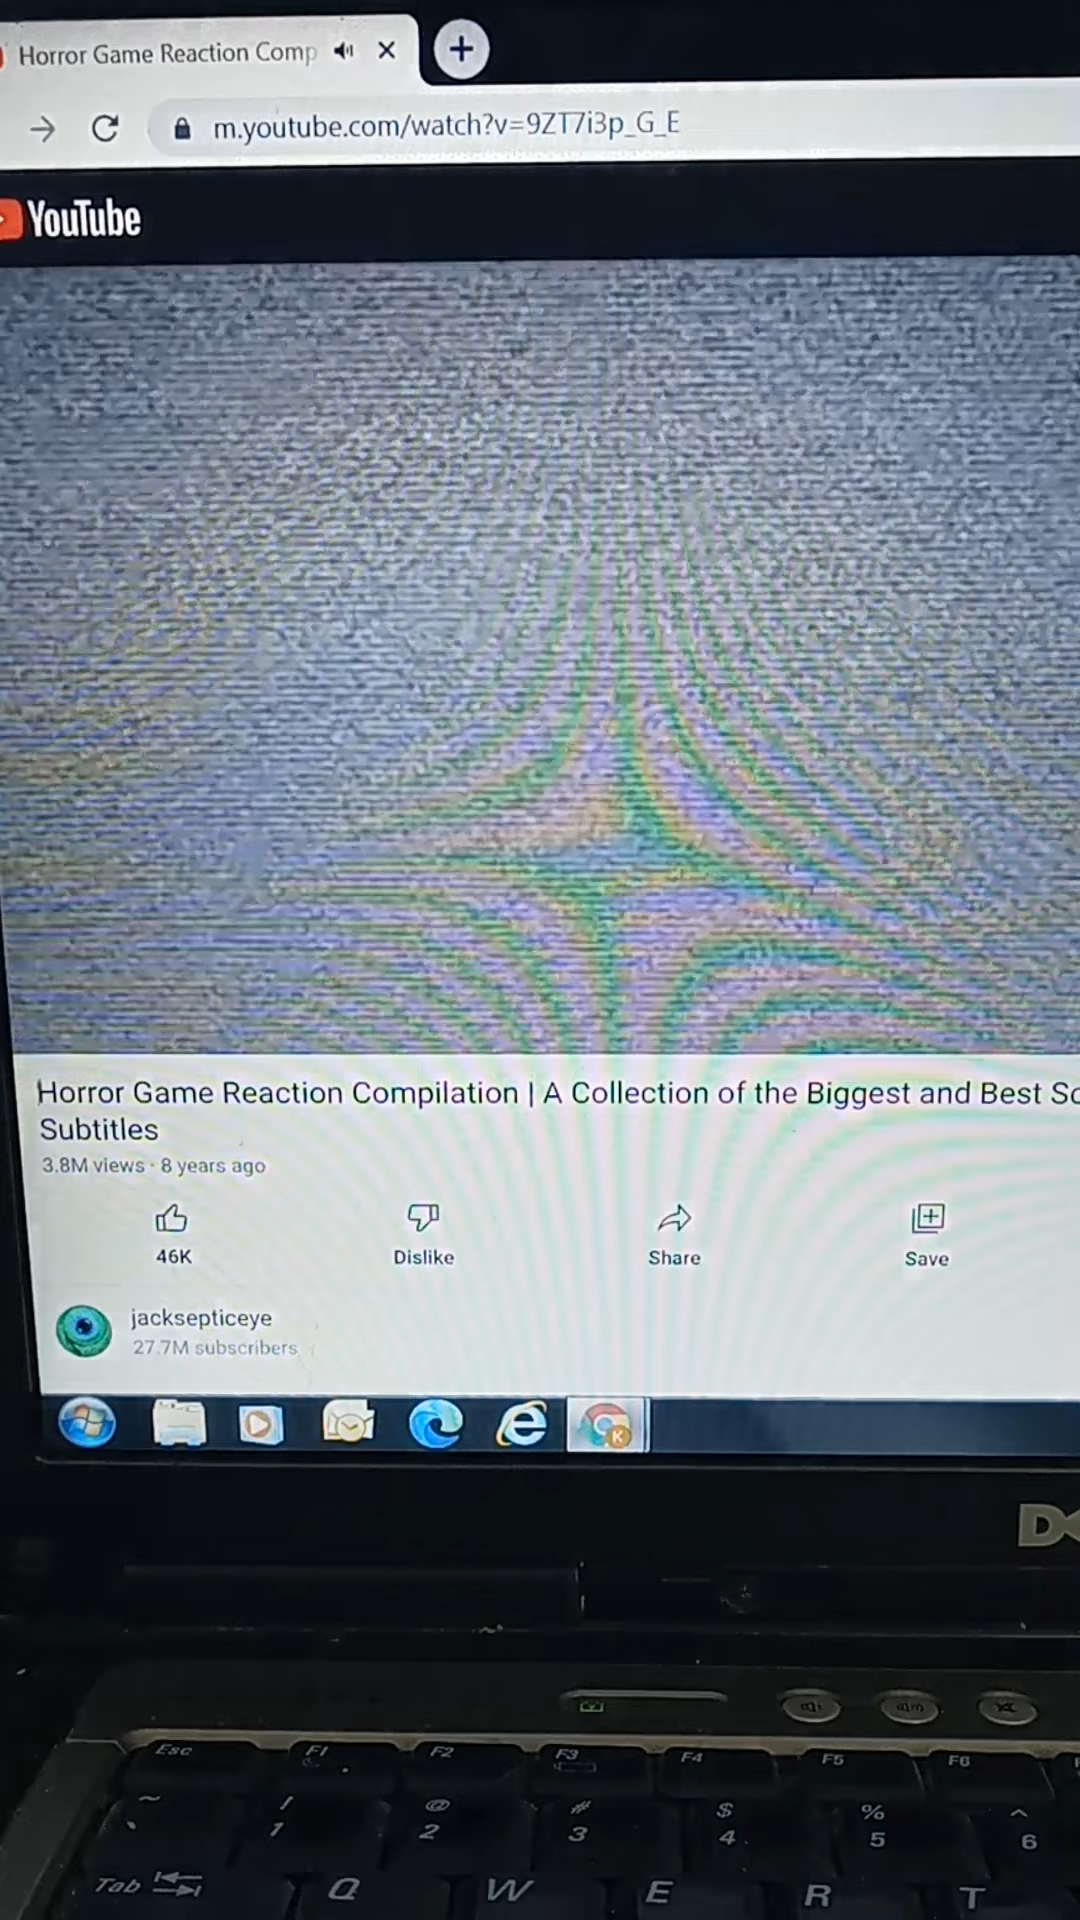 Horror Game Reaction Comp
m.youtube.com/watch?v=9ZT7i3p_G_E
YouTube
Horror Game Reaction Compilation | A Collection of the Biggest and Best Sc
Subtitles
3.8M views · 8 years ago
46K
Dislike
Share
Save
jacksepticeye
27.7M subscribers
K
Esc F1 F2 F3 F4 F5 F6
~ ! @ # $ % ^
` 1 2 3 4 5 6
Tab Q W E R T